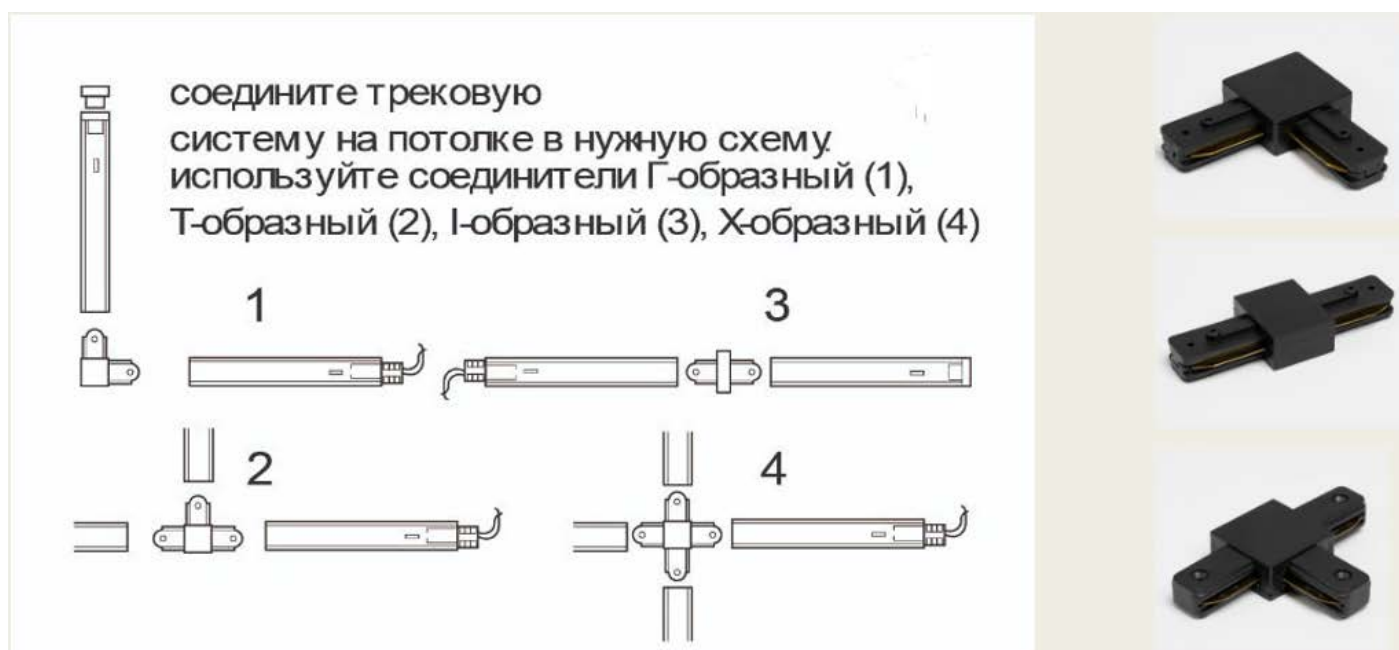 соедините трековую
систему на потолке в нужную схему.
используйте соединители Г-образный (1),
Т-образный (2), I-образный (3), Х-образный (4)
1
3
2
4